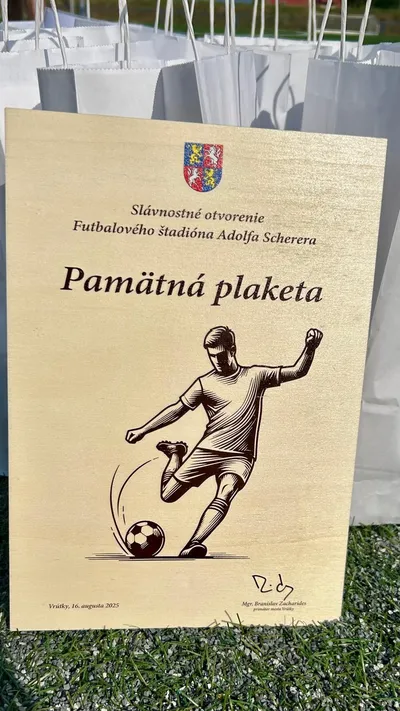 Slávnostné otvorenie
Futbalového štadióna Adolfa Scherera
Pamätná plaketa
Vrútky, 16. augusta 2025
Mgr. Branislav Zacharides
primátor mesta Vrútky